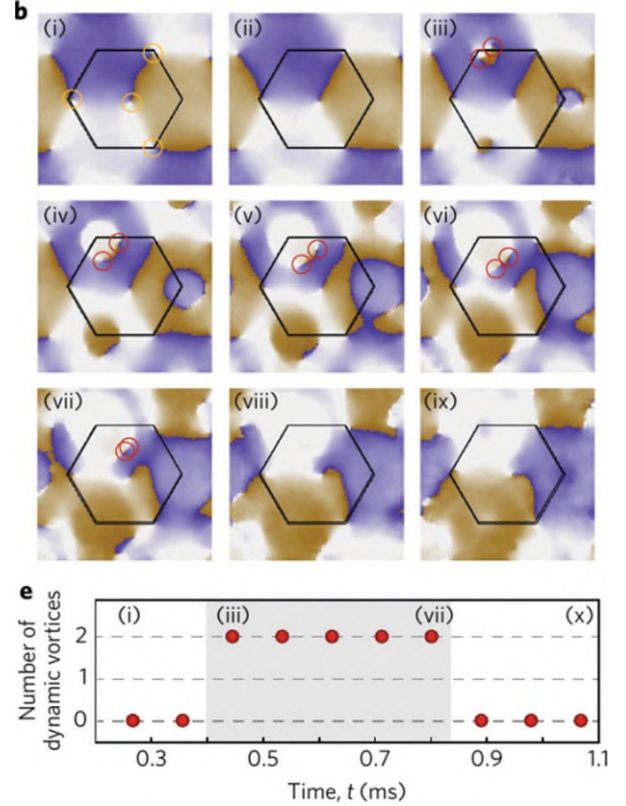 b
(i) (ii) (iii)
(iv) (v) (vi)
(vii) (viii) (ix)
e
(i) (iii) (vii) (x)
Number of
dynamic vortices
2
1
0
0.3 0.5 0.7 0.9 1.1
Time, t (ms)